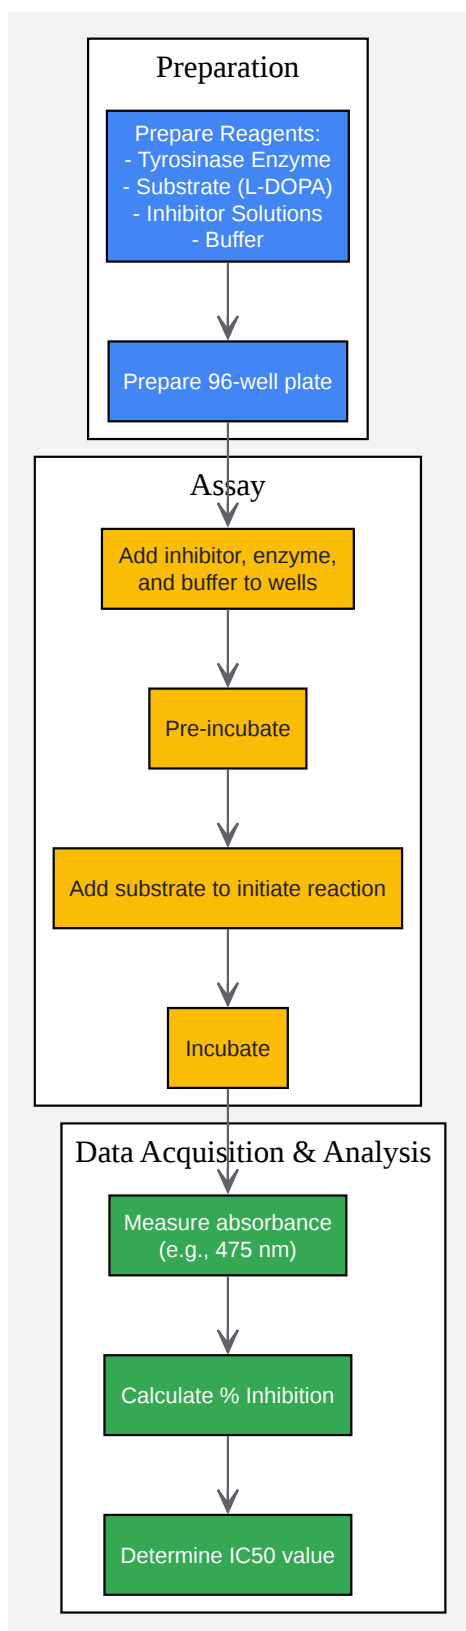 Preparation
Prepare Reagents:
- Tyrosinase Enzyme
- Substrate (L-DOPA)
- Inhibitor Solutions
- Buffer
Prepare 96-well plate
Assay
Add inhibitor, enzyme,
and buffer to wells
Pre-incubate
Add substrate to initiate reaction
Incubate
Data Acquisition & Analysis
Measure absorbance
(e.g., 475 nm)
Calculate % Inhibition
Determine IC50 value